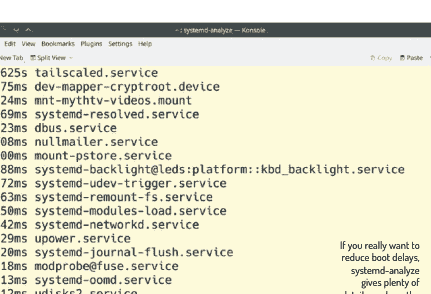 ~ : systemd-analyze — Konsole
Edit View Bookmarks Plugins Settings Help
New Tab Split View Copy Paste
625s tailscaled.service
75ms dev-mapper-cryptroot.device
24ms mnt-mythtv-videos.mount
69ms systemd-resolved.service
23ms dbus.service
08ms nullmailer.service
00ms mount-pstore.service
88ms systemd-backlight@leds:platform::kbd_backlight.service
72ms systemd-udev-trigger.service
63ms systemd-remount-fs.service
50ms systemd-modules-load.service
42ms systemd-networkd.service
29ms upower.service
20ms systemd-journal-flush.service
18ms modprobe@fuse.service
13ms systemd-oomd.service
12ms udisks2.service
If you really want to
reduce boot delays,
systemd-analyze
gives plenty of